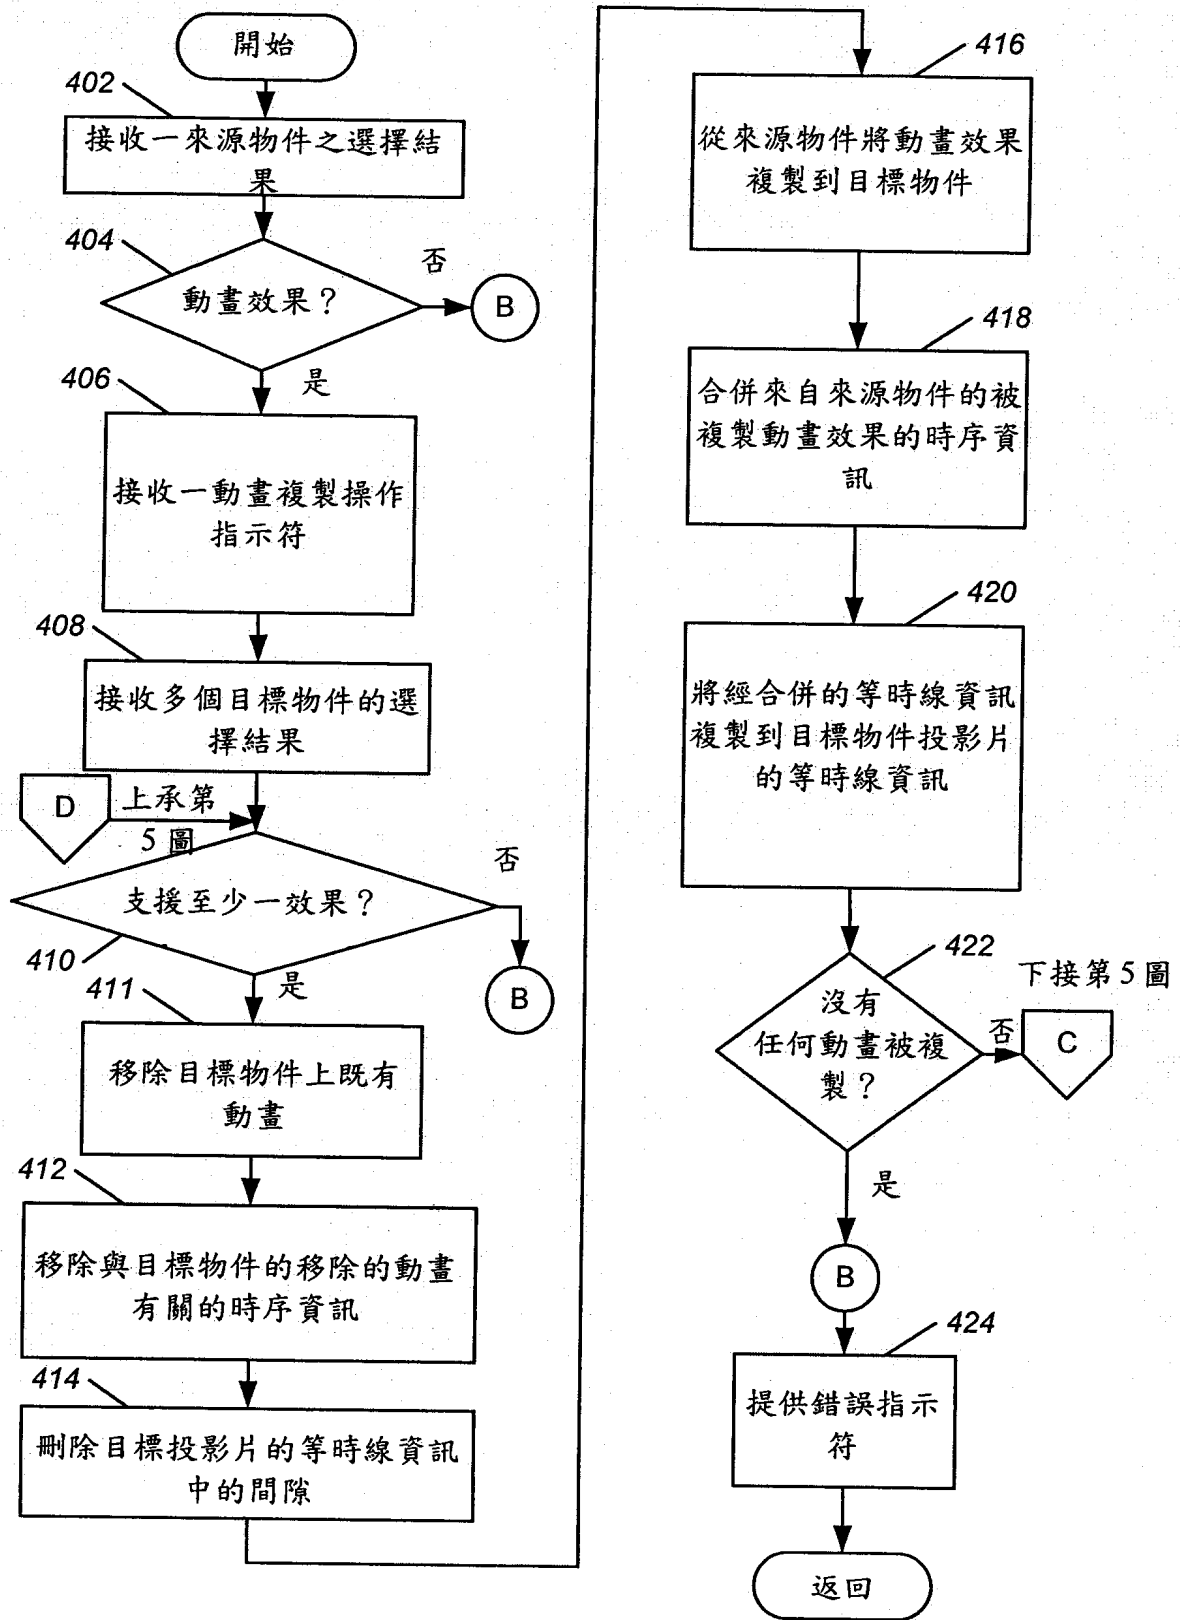 開始
402
接收一來源物件之選擇結
果
404
動畫效果？
否
B
是
406
接收一動畫複製操作
指示符
408
接收多個目標物件的選
擇結果
D
上承第
5 圖
支援至少一效果？
否
B
410
是
411
移除目標物件上既有
動畫
412
移除與目標物件的移除的動畫
有關的時序資訊
414
刪除目標投影片的等時線資訊
中的間隙
416
從來源物件將動畫效果
複製到目標物件
418
合併來自來源物件的被
複製動畫效果的時序資
訊
420
將經合併的等時線資訊
複製到目標物件投影片
的等時線資訊
422
沒有
任何動畫被複
製？
否
下接第 5 圖
C
是
B
424
提供錯誤指示
符
返回